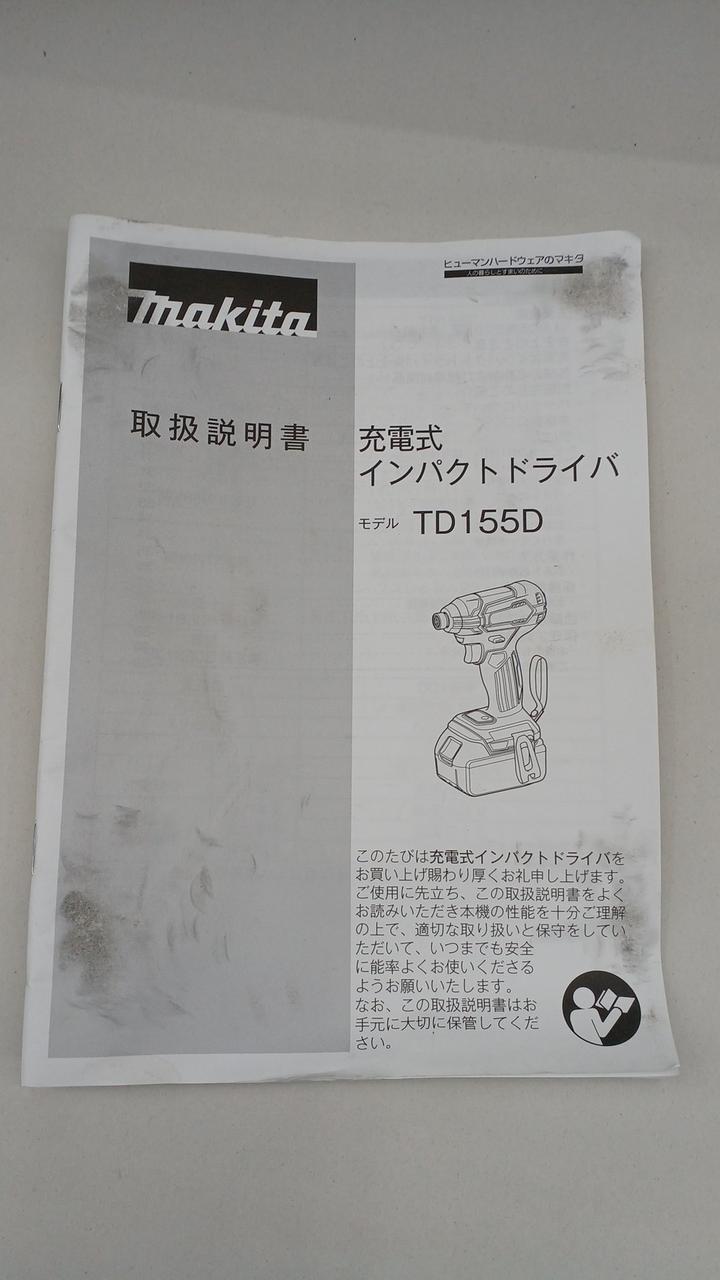 makita
ヒューマンハードウェアのマキタ
人の暮らしとすまいのために
取扱説明書
充電式
インパクトドライバ
モデル TD155D
このたびは充電式インパクトドライバを
お買い上げ賜わり厚くお礼申し上げます。
ご使用に先立ち、この取扱説明書をよく
お読みいただき本機の性能を十分ご理解
の上で、適切な取り扱いと保守をしてい
ただいて、いつまでも安全
に能率よくお使いくださる
ようお願いいたします。
なお、この取扱説明書はお
手元に大切に保管してくだ
さい。